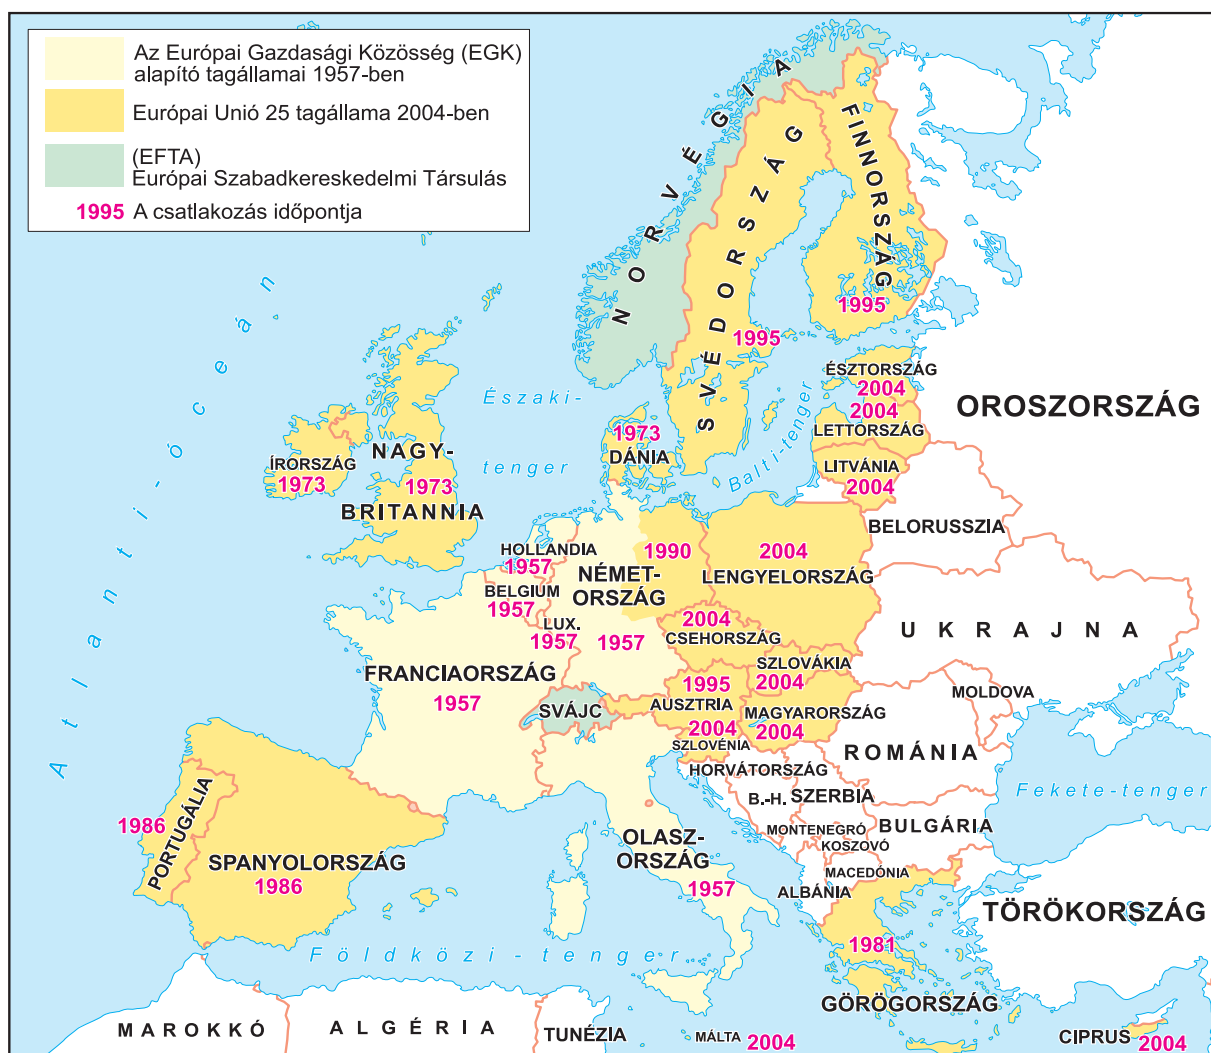 Az Európai Gazdasági Közösség (EGK)
alapító tagállamai 1957-ben
Európai Unió 25 tagállama 2004-ben
(EFTA)
Európai Szabadkereskedelmi Társulás
1995 A csatlakozás időpontja
NORVÉGIA
SVÉDORSZÁG
1995
FINNORSZÁG
1995
Atlanti-óceán
Északi-
tenger
Balti-tenger
ÉSZTORSZÁG
2004
2004
LETTORSZÁG
LITVÁNIA
2004
OROSZORSZÁG
BELORUSSZIA
ÍRORSZÁG
1973
NAGY-
1973
BRITANNIA
1973
DÁNIA
HOLLANDIA
1957
BELGIUM
1957
LUX.
1957
NÉMET-
ORSZÁG
1957
1990
2004
LENGYELORSZÁG
2004
CSEHORSZÁG
SZLOVÁKIA
2004
UKRAJNA
MOLDOVA
FRANCIAORSZÁG
1957
SVÁJC
1995
AUSZTRIA
MAGYARORSZÁG
2004
2004
SZLOVÉNIA
HORVÁTORSZÁG
ROMÁNIA
B.-H.
SZERBIA
MONTENEGRÓ
KOSZOVÓ
BULGÁRIA
MACEDÓNIA
ALBÁNIA
Fekete-tenger
1986
PORTUGÁLIA
SPANYOLORSZÁG
1986
OLASZ-
ORSZÁG
1957
TÖRÖKORSZÁG
1981
GÖRÖGORSZÁG
Földközi-tenger
MAROKKÓ
ALGÉRIA
TUNÉZIA
MÁLTA 2004
CIPRUS 2004